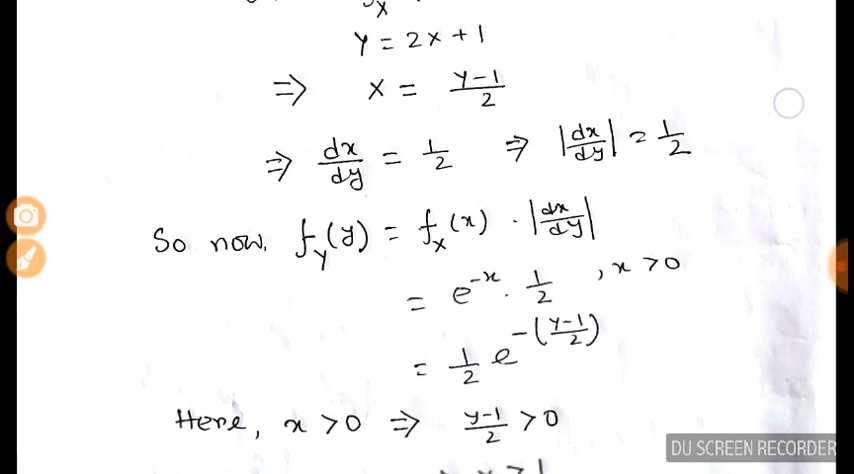 x
y = 2x + 1
⇒ x = (y-1)/2
⇒ dx/dy = 1/2 ⇒ |dx/dy| = 1/2
So now, f_Y(y) = f_X(x) · |dx/dy|
= e^{-x} · 1/2 , x > 0
= 1/2 e^{-((y-1)/2)}
Here, x > 0 ⇒ (y-1)/2 > 0
DU SCREEN RECORDER